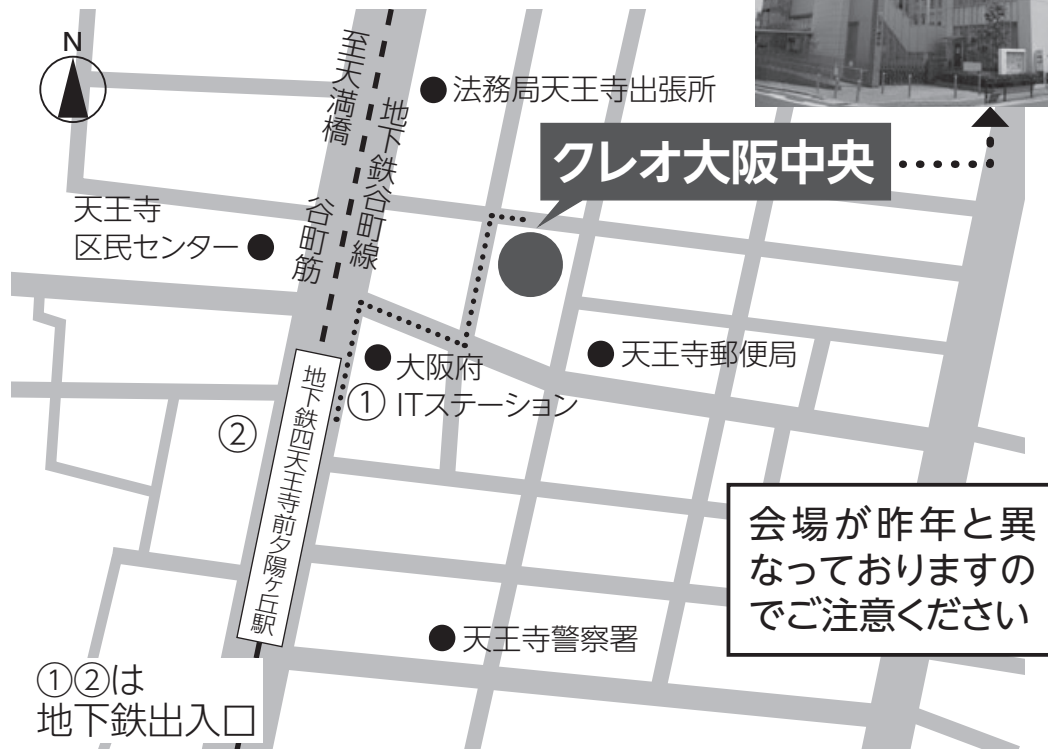 N
至天満橋
地下鉄谷町線
谷町筋
法務局天王寺出張所
クレオ大阪中央
天王寺
区民センター
大阪府
① ITステーション
天王寺郵便局
②
地下鉄四天王寺前夕陽ヶ丘駅
会場が昨年と異
なっておりますの
でご注意ください
天王寺警察署
①②は
地下鉄出入口